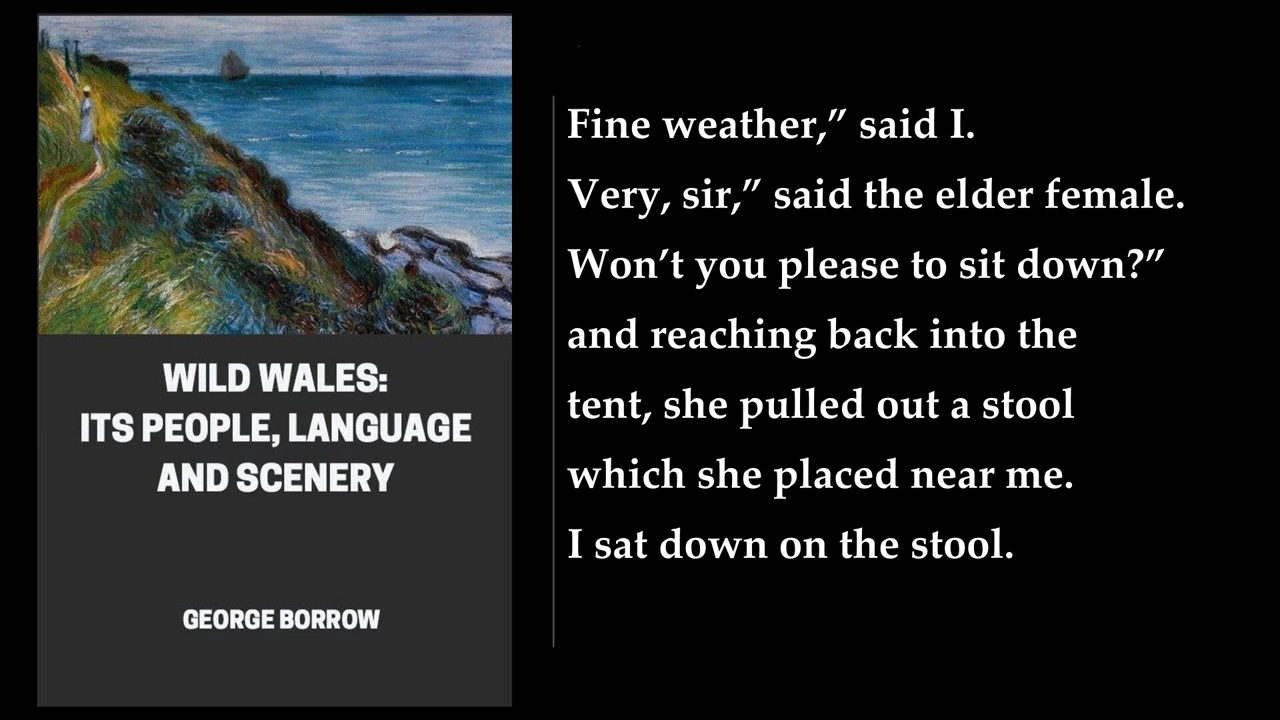 WILD WALES:
ITS PEOPLE, LANGUAGE
AND SCENERY
GEORGE BORROW
Fine weather,” said I.
Very, sir,” said the elder female.
Won’t you please to sit down?”
and reaching back into the
tent, she pulled out a stool
which she placed near me.
I sat down on the stool.